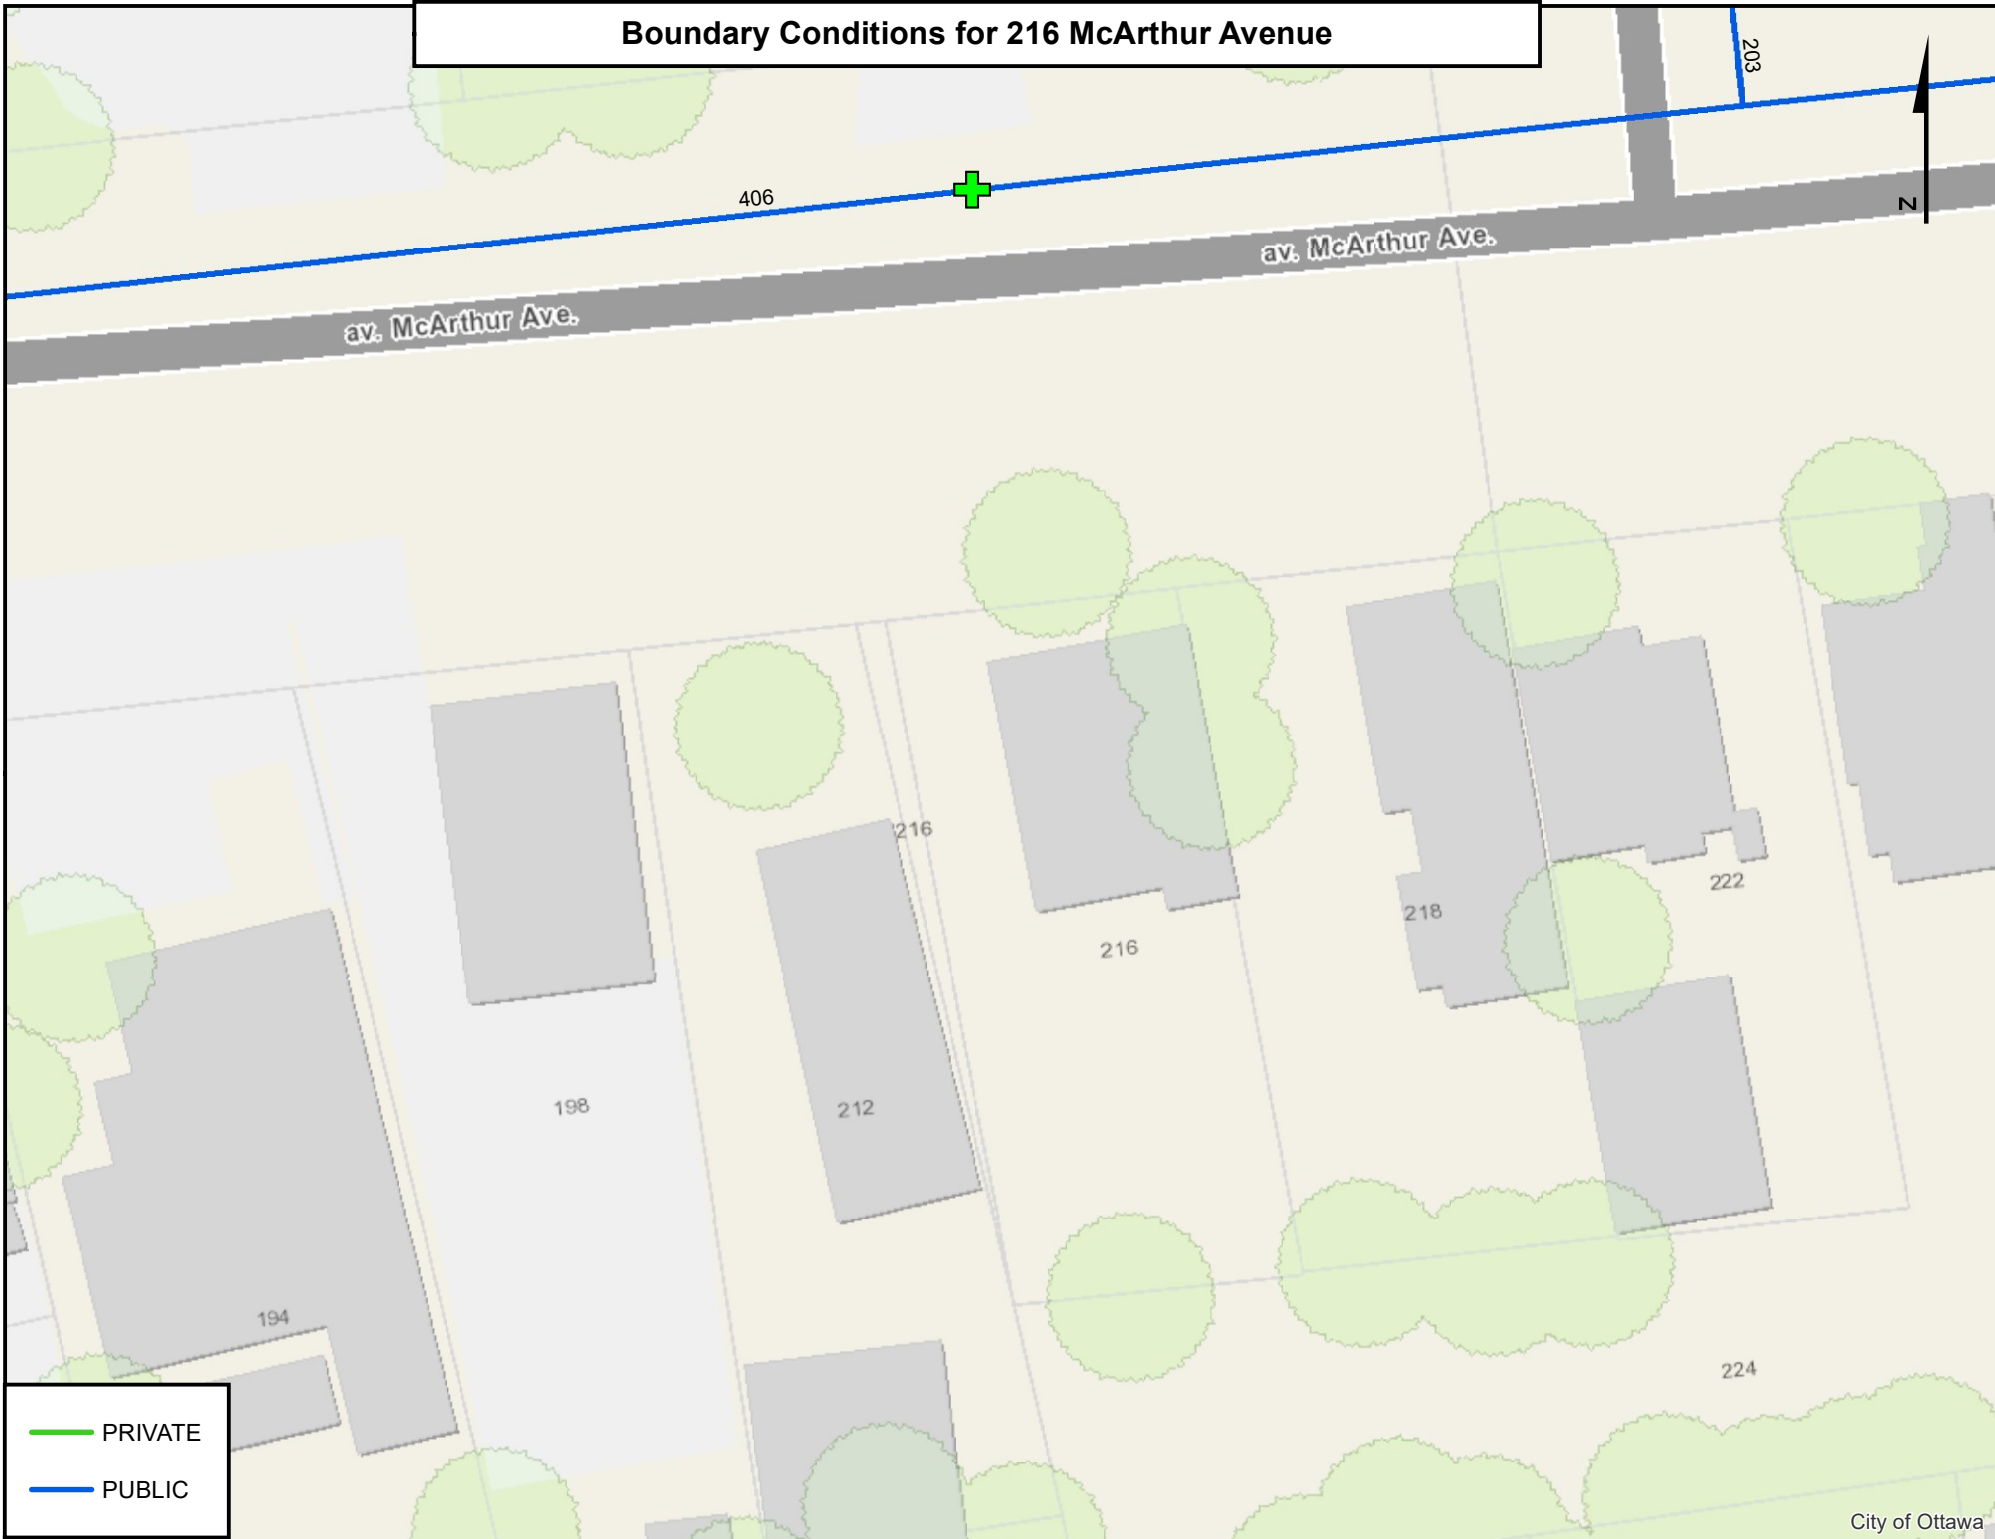 Boundary Conditions for 216 McArthur Avenue
203
406
N
av. McArthur Ave.
av. McArthur Ave.
216
222
218
216
198
212
194
224
PRIVATE
PUBLIC
City of Ottawa